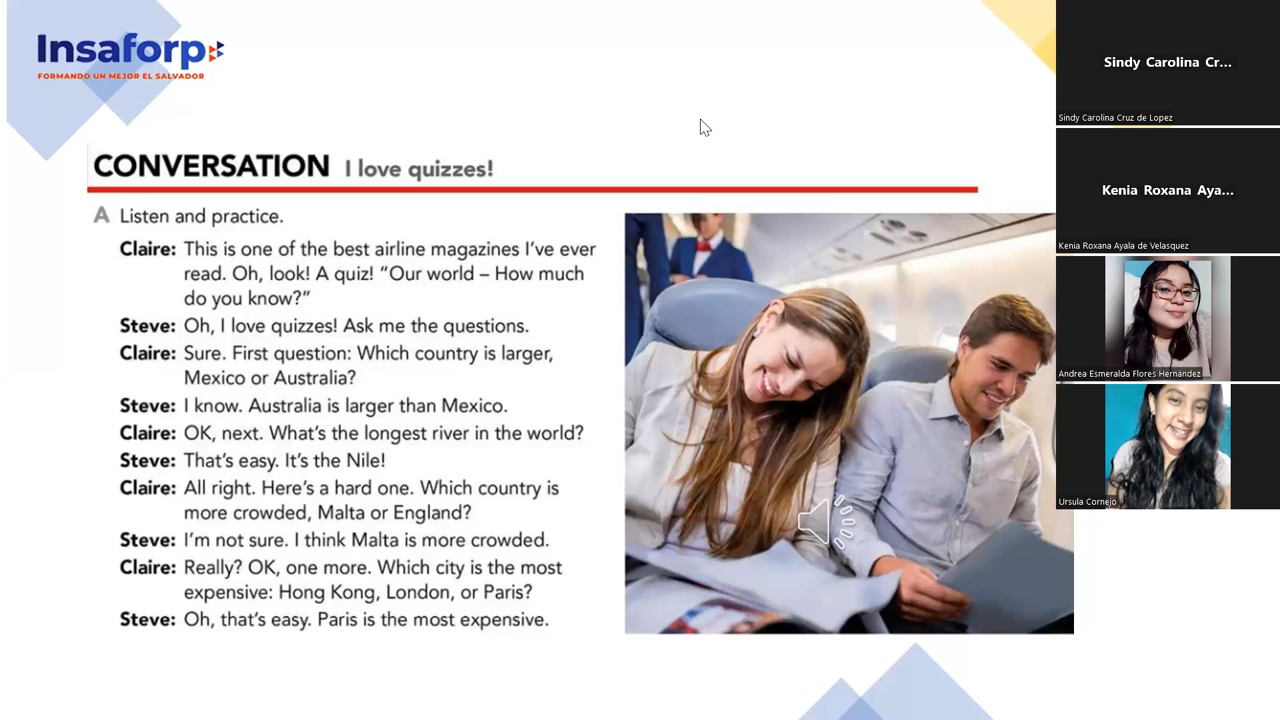 Insaforp
FORMANDO UN MEJOR EL SALVADOR
CONVERSATION I love quizzes!
A Listen and practice.
Claire: This is one of the best airline magazines I've ever
read. Oh, look! A quiz! “Our world – How much
do you know?”
Steve: Oh, I love quizzes! Ask me the questions.
Claire: Sure. First question: Which country is larger,
Mexico or Australia?
Steve: I know. Australia is larger than Mexico.
Claire: OK, next. What's the longest river in the world?
Steve: That's easy. It's the Nile!
Claire: All right. Here's a hard one. Which country is
more crowded, Malta or England?
Steve: I'm not sure. I think Malta is more crowded.
Claire: Really? OK, one more. Which city is the most
expensive: Hong Kong, London, or Paris?
Steve: Oh, that's easy. Paris is the most expensive.
Sindy Carolina Cr...
Sindy Carolina Cruz de Lopez
Kenia Roxana Aya...
Kenia Roxana Ayala de Velasquez
Andrea Esmeralda Flores Hernández
Ursula Cornejo